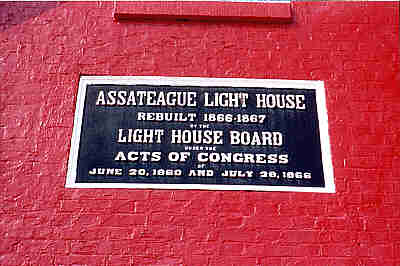 ASSATEAGUE LIGHT HOUSE
REBUILT 1866-1867
BY THE
LIGHT HOUSE BOARD
UNDER THE
ACTS OF CONGRESS
OF
JUNE 20, 1860 AND JULY 28, 1866